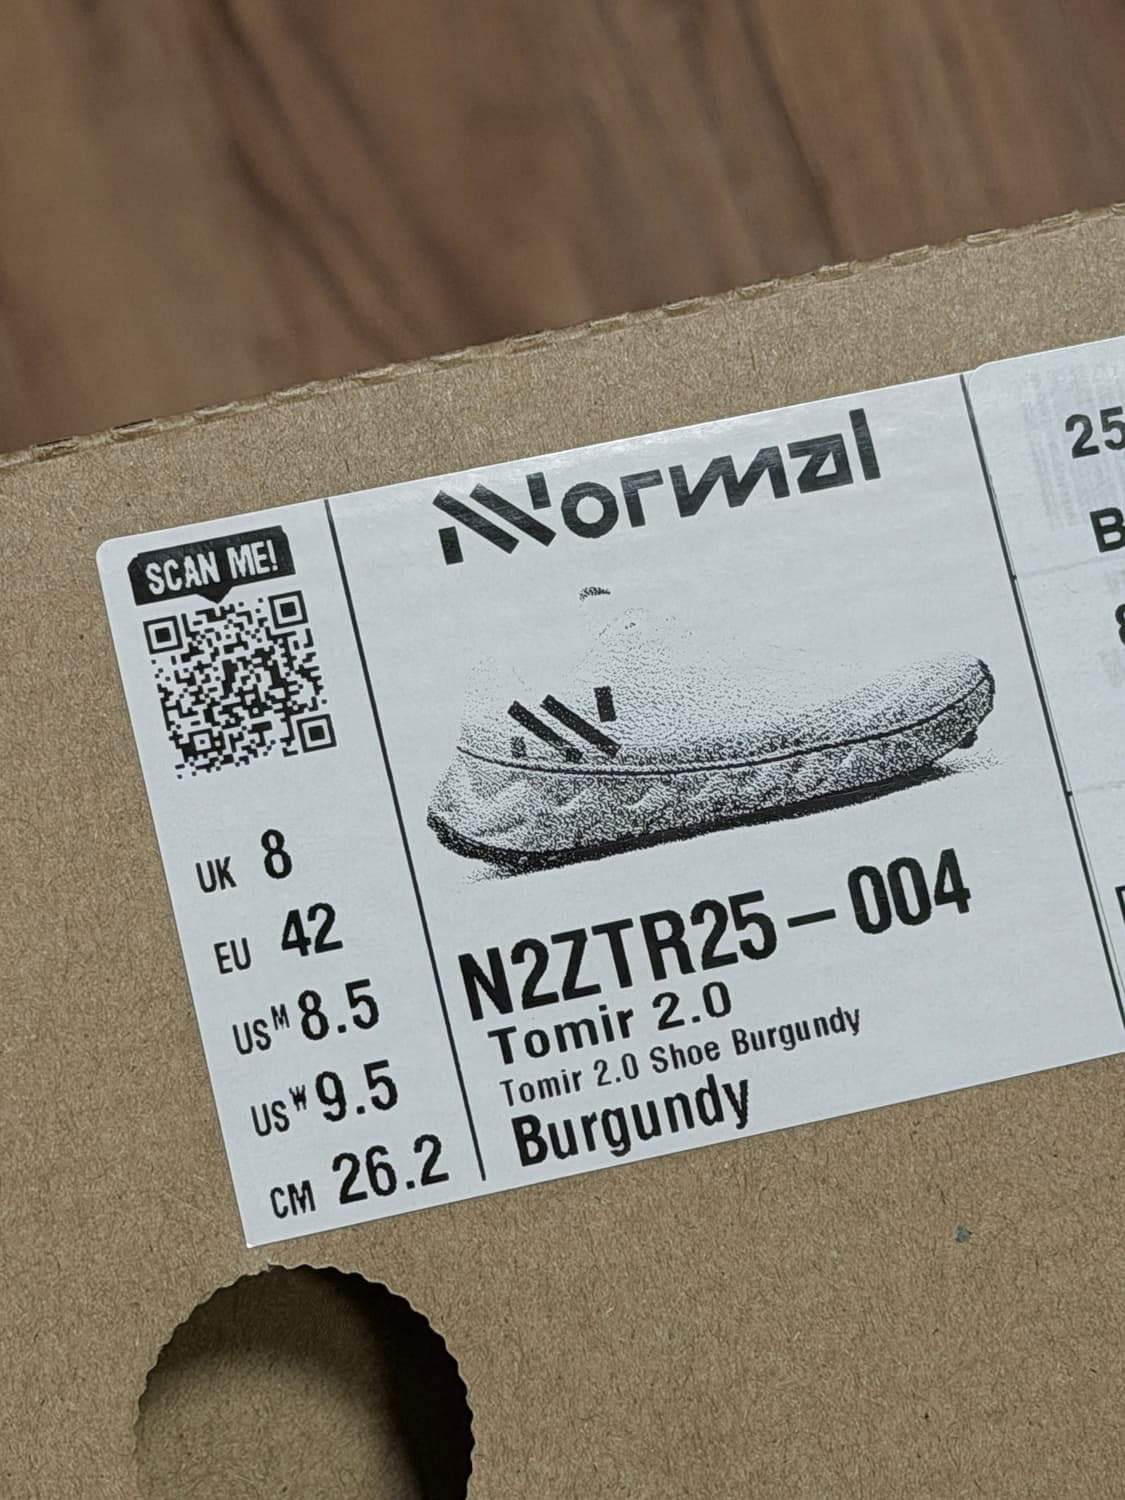 SCAN ME!
UK 8
EU 42
US M 8.5
US W 9.5
CM 26.2
NNormal
N2ZTR25-004
Tomir 2.0
Tomir 2.0 Shoe Burgundy
Burgundy
25
B